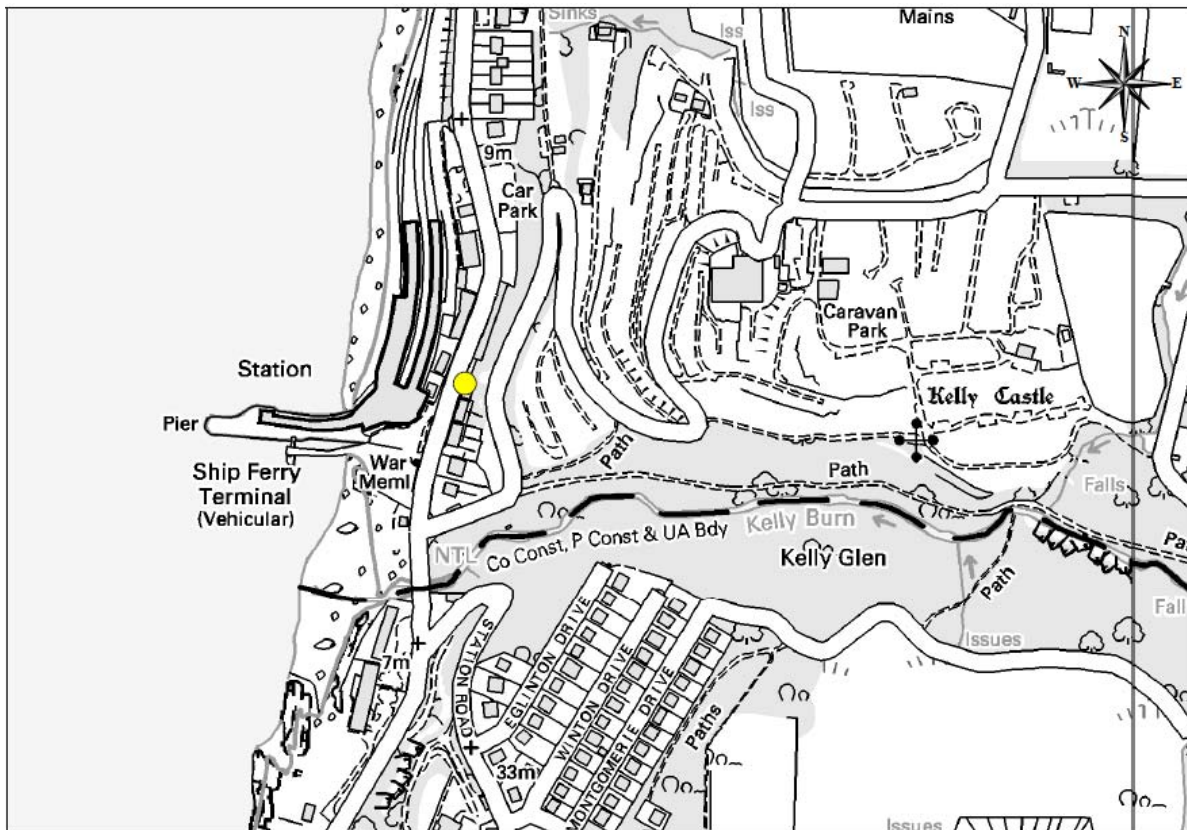 Sinks
Iss
Mains
N
W
E
S
Iss
9m
Car
Park
Caravan
Park
Station
Kelly Castle
Pier
Path
War
Meml
Path
Ship Ferry
Terminal
(Vehicular)
Falls
Kelly Burn
Co Const, P Const & UA Bdy
NTL
Kelly Glen
Path
Falls
Issues
STATION ROAD
EGLINTON DRIVE
WINTON DRIVE
MONTGOMERIE DRIVE
7m
Paths
33m
Issues